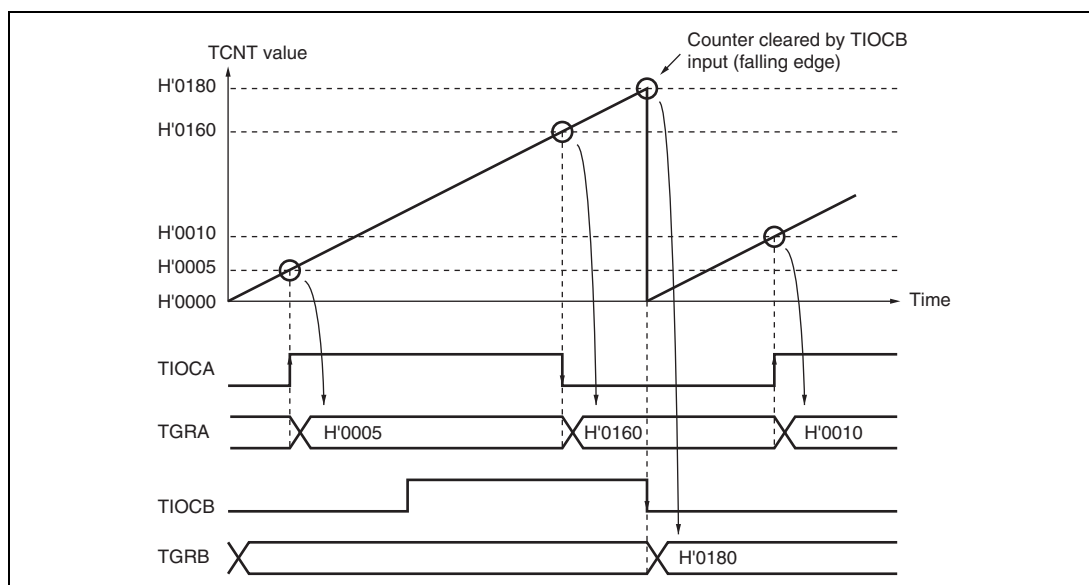 Counter cleared by TIOCB
input (falling edge)
TCNT value
H'0180
H'0160
H'0010
H'0005
H'0000
Time
TIOCA
TGRA
H'0005
H'0160
H'0010
TIOCB
TGRB
H'0180